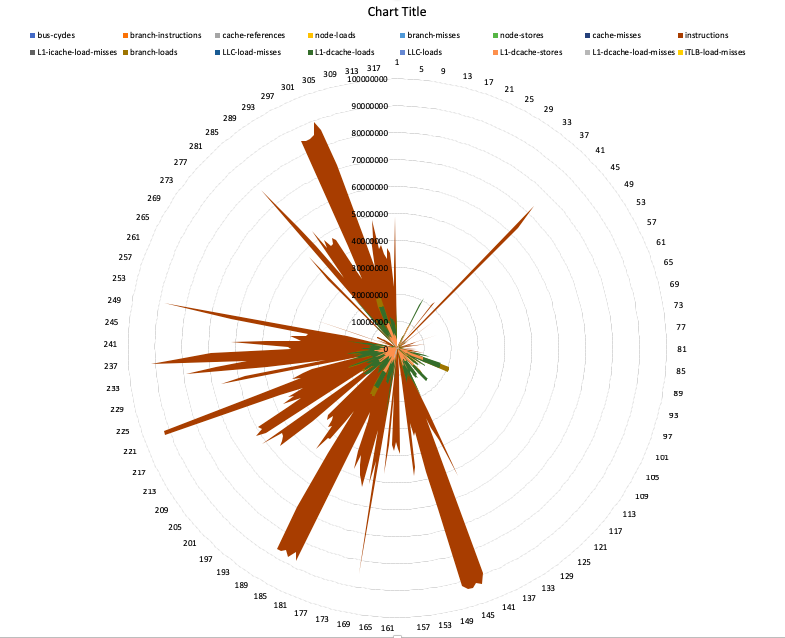 Chart Title
bus-cycles branch-instructions cache-references node-loads branch-misses node-stores cache-misses instructions
L1-icache-load-misses branch-loads LLC-load-misses L1-dcache-loads LLC-loads L1-dcache-stores L1-dcache-load-misses iTLB-load-misses
317 1
313 5
309 9
305 100000000 13
301 17
297 90000000 21
293 25
289 80000000 29
285 33
281 70000000 37
277 41
273 60000000 45
269 49
265 50000000 53
261 57
257 40000000 61
253 65
249 30000000 69
245 20000000 73
241 10000000 77
237 0 81
233 85
229 89
225 93
221 97
217 101
213 105
209 109
205 113
201 117
197 121
193 125
189 129
185 133
181 137
177 141
173 145
169 149
165 153
161 157